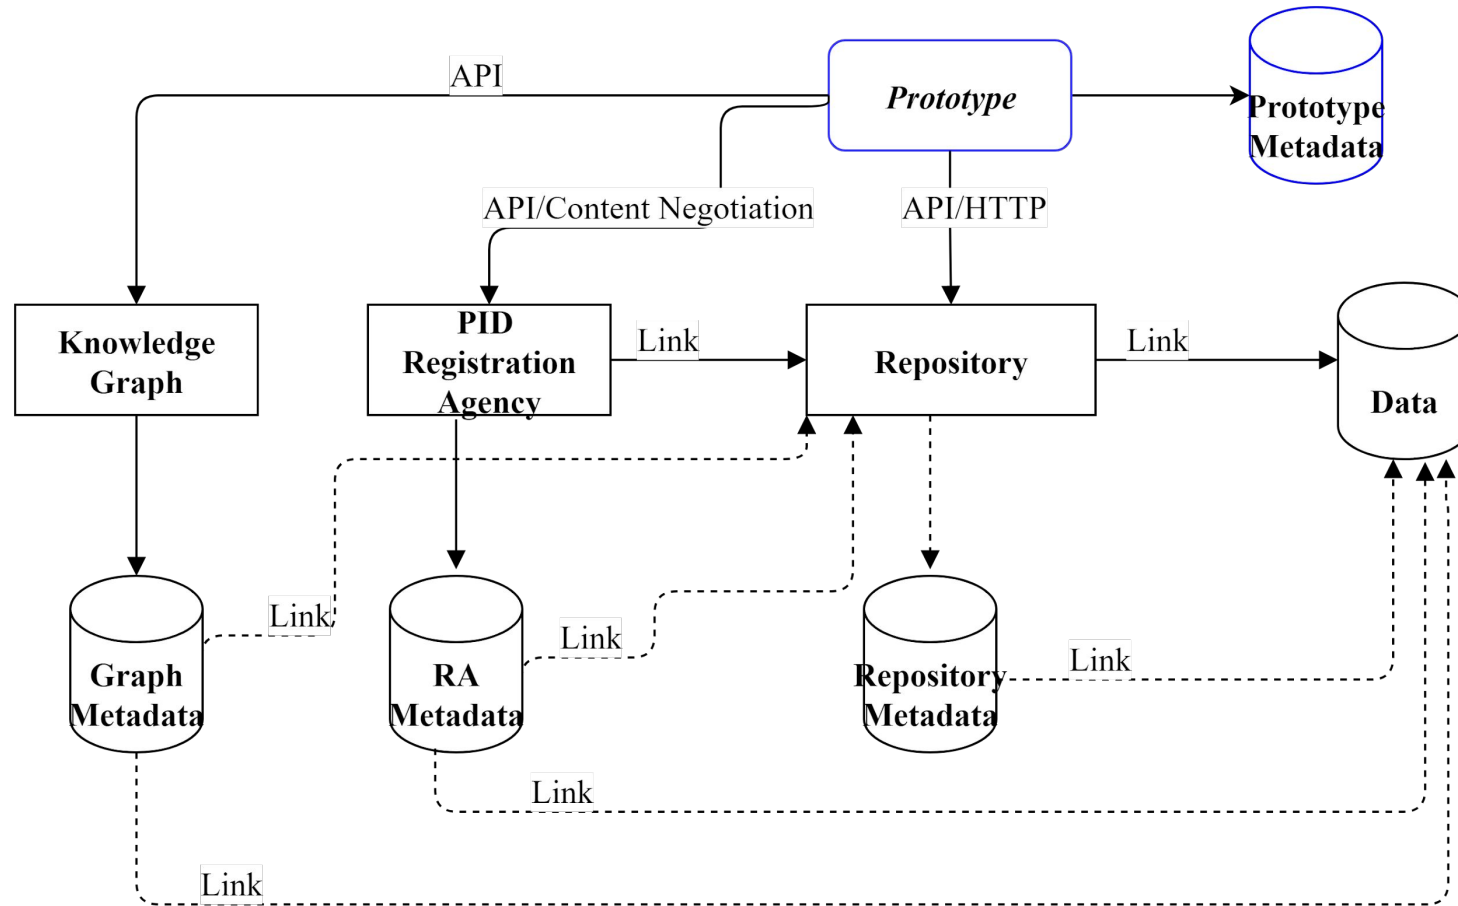 API
Prototype
Prototype
Metadata
API/Content Negotiation
API/HTTP
Knowledge
Graph
PID
Registration
Agency
Link
Repository
Link
Data
Link
Graph
Metadata
Link
RA
Metadata
Repository
Metadata
Link
Link
Link